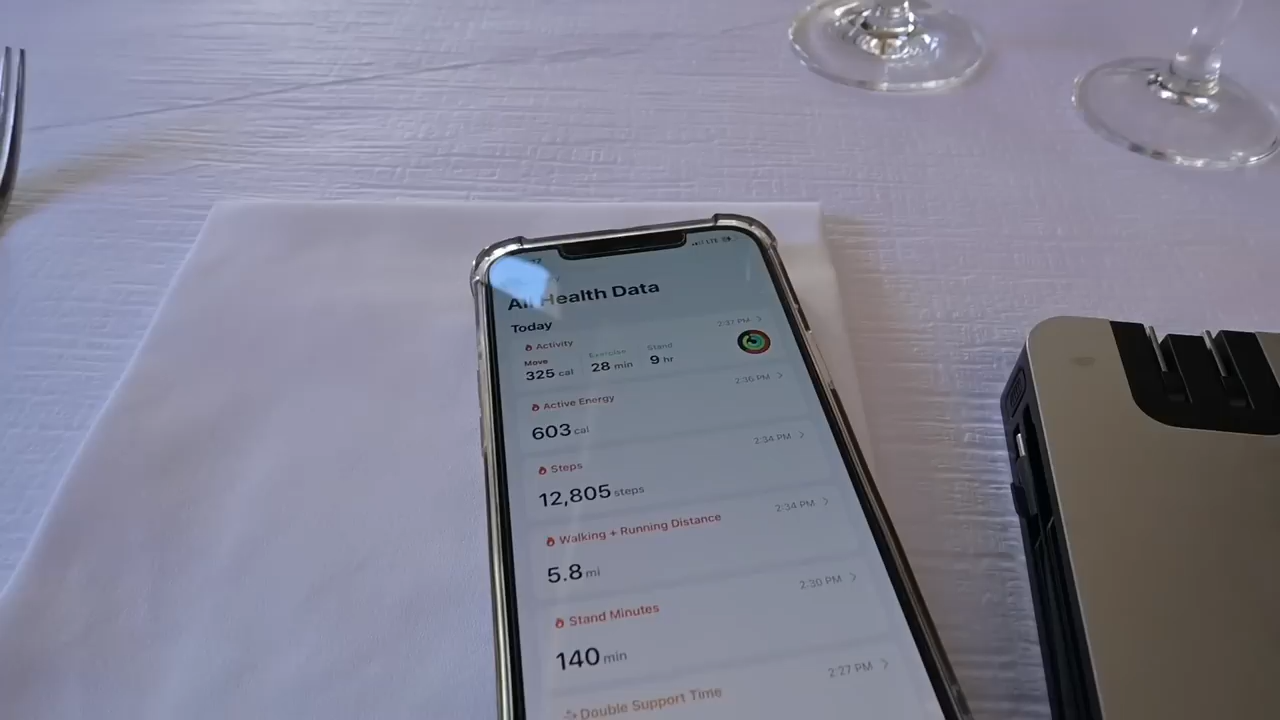 All Health Data
Today
Activity 2:37 PM
Move Exercise Stand
325 cal 28 min 9 hr
Active Energy 2:36 PM
603 cal
Steps 2:34 PM
12,805 steps
Walking + Running Distance 2:34 PM
5.8 mi
Stand Minutes 2:30 PM
140 min
Double Support Time 2:27 PM